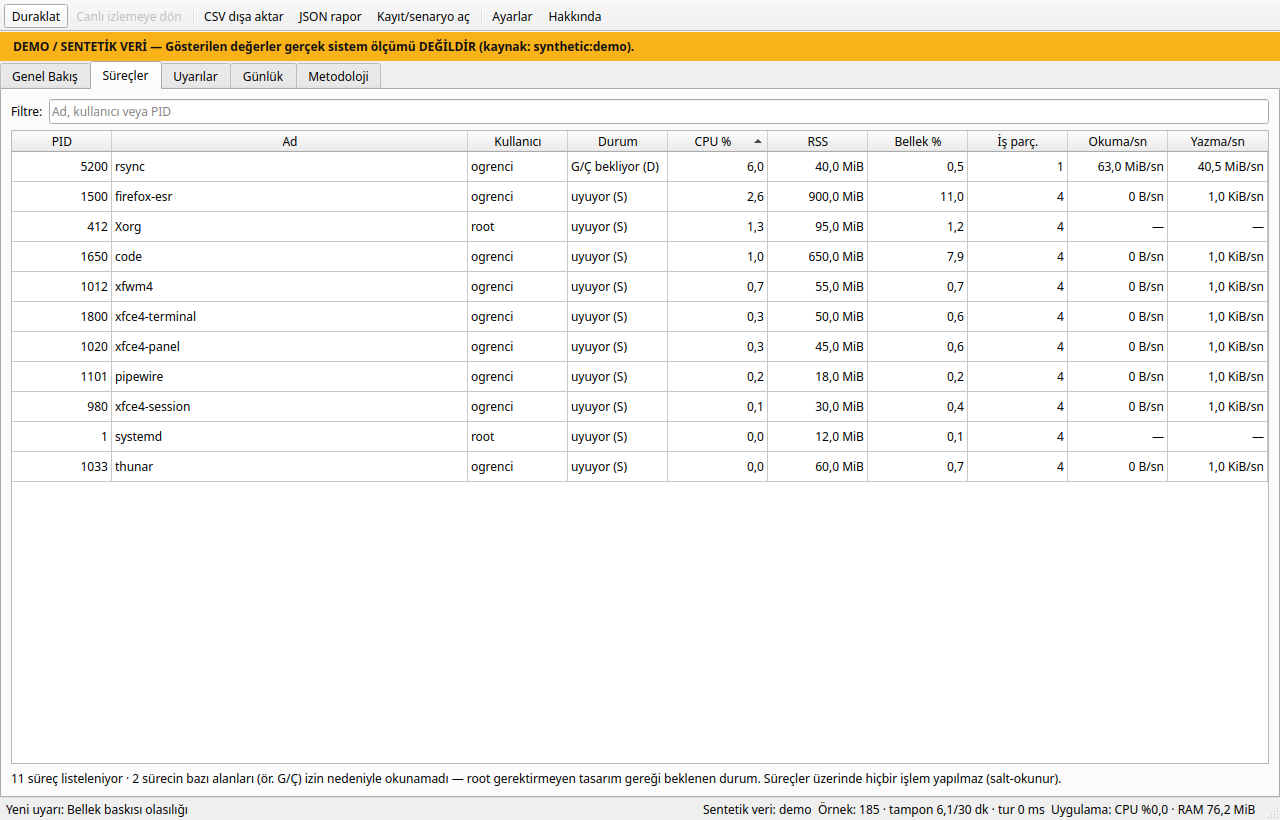 Duraklat Canlı izlemeye dön CSV dışa aktar JSON rapor Kayıt/senaryo aç Ayarlar Hakkında
DEMO / SENTETİK VERİ — Gösterilen değerler gerçek sistem ölçümü DEĞİLDİR (kaynak: synthetic:demo).
Genel Bakış Süreçler Uyarılar Günlük Metodoloji
Filtre: Ad, kullanıcı veya PID
PID Ad Kullanıcı Durum CPU % RSS Bellek % İş parç. Okuma/sn Yazma/sn
5200 rsync ogrenci G/Ç bekliyor (D) 6,0 40,0 MiB 0,5 1 63,0 MiB/sn 40,5 MiB/sn
1500 firefox-esr ogrenci uyuyor (S) 2,6 900,0 MiB 11,0 4 0 B/sn 1,0 KiB/sn
412 Xorg root uyuyor (S) 1,3 95,0 MiB 1,2 4 — —
1650 code ogrenci uyuyor (S) 1,0 650,0 MiB 7,9 4 0 B/sn 1,0 KiB/sn
1012 xfwm4 ogrenci uyuyor (S) 0,7 55,0 MiB 0,7 4 0 B/sn 1,0 KiB/sn
1800 xfce4-terminal ogrenci uyuyor (S) 0,3 50,0 MiB 0,6 4 0 B/sn 1,0 KiB/sn
1020 xfce4-panel ogrenci uyuyor (S) 0,3 45,0 MiB 0,6 4 0 B/sn 1,0 KiB/sn
1101 pipewire ogrenci uyuyor (S) 0,2 18,0 MiB 0,2 4 0 B/sn 1,0 KiB/sn
980 xfce4-session ogrenci uyuyor (S) 0,1 30,0 MiB 0,4 4 0 B/sn 1,0 KiB/sn
1 systemd root uyuyor (S) 0,0 12,0 MiB 0,1 4 — —
1033 thunar ogrenci uyuyor (S) 0,0 60,0 MiB 0,7 4 0 B/sn 1,0 KiB/sn
11 süreç listeleniyor · 2 sürecin bazı alanları (ör. G/Ç) izin nedeniyle okunamadı — root gerektirmeyen tasarım gereği beklenen durum. Süreçler üzerinde hiçbir işlem yapılmaz (salt-okunur).
Yeni uyarı: Bellek baskısı olasılığı Sentetik veri: demo Örnek: 185 · tampon 6,1/30 dk · tur 0 ms Uygulama: CPU %0,0 · RAM 76,2 MiB